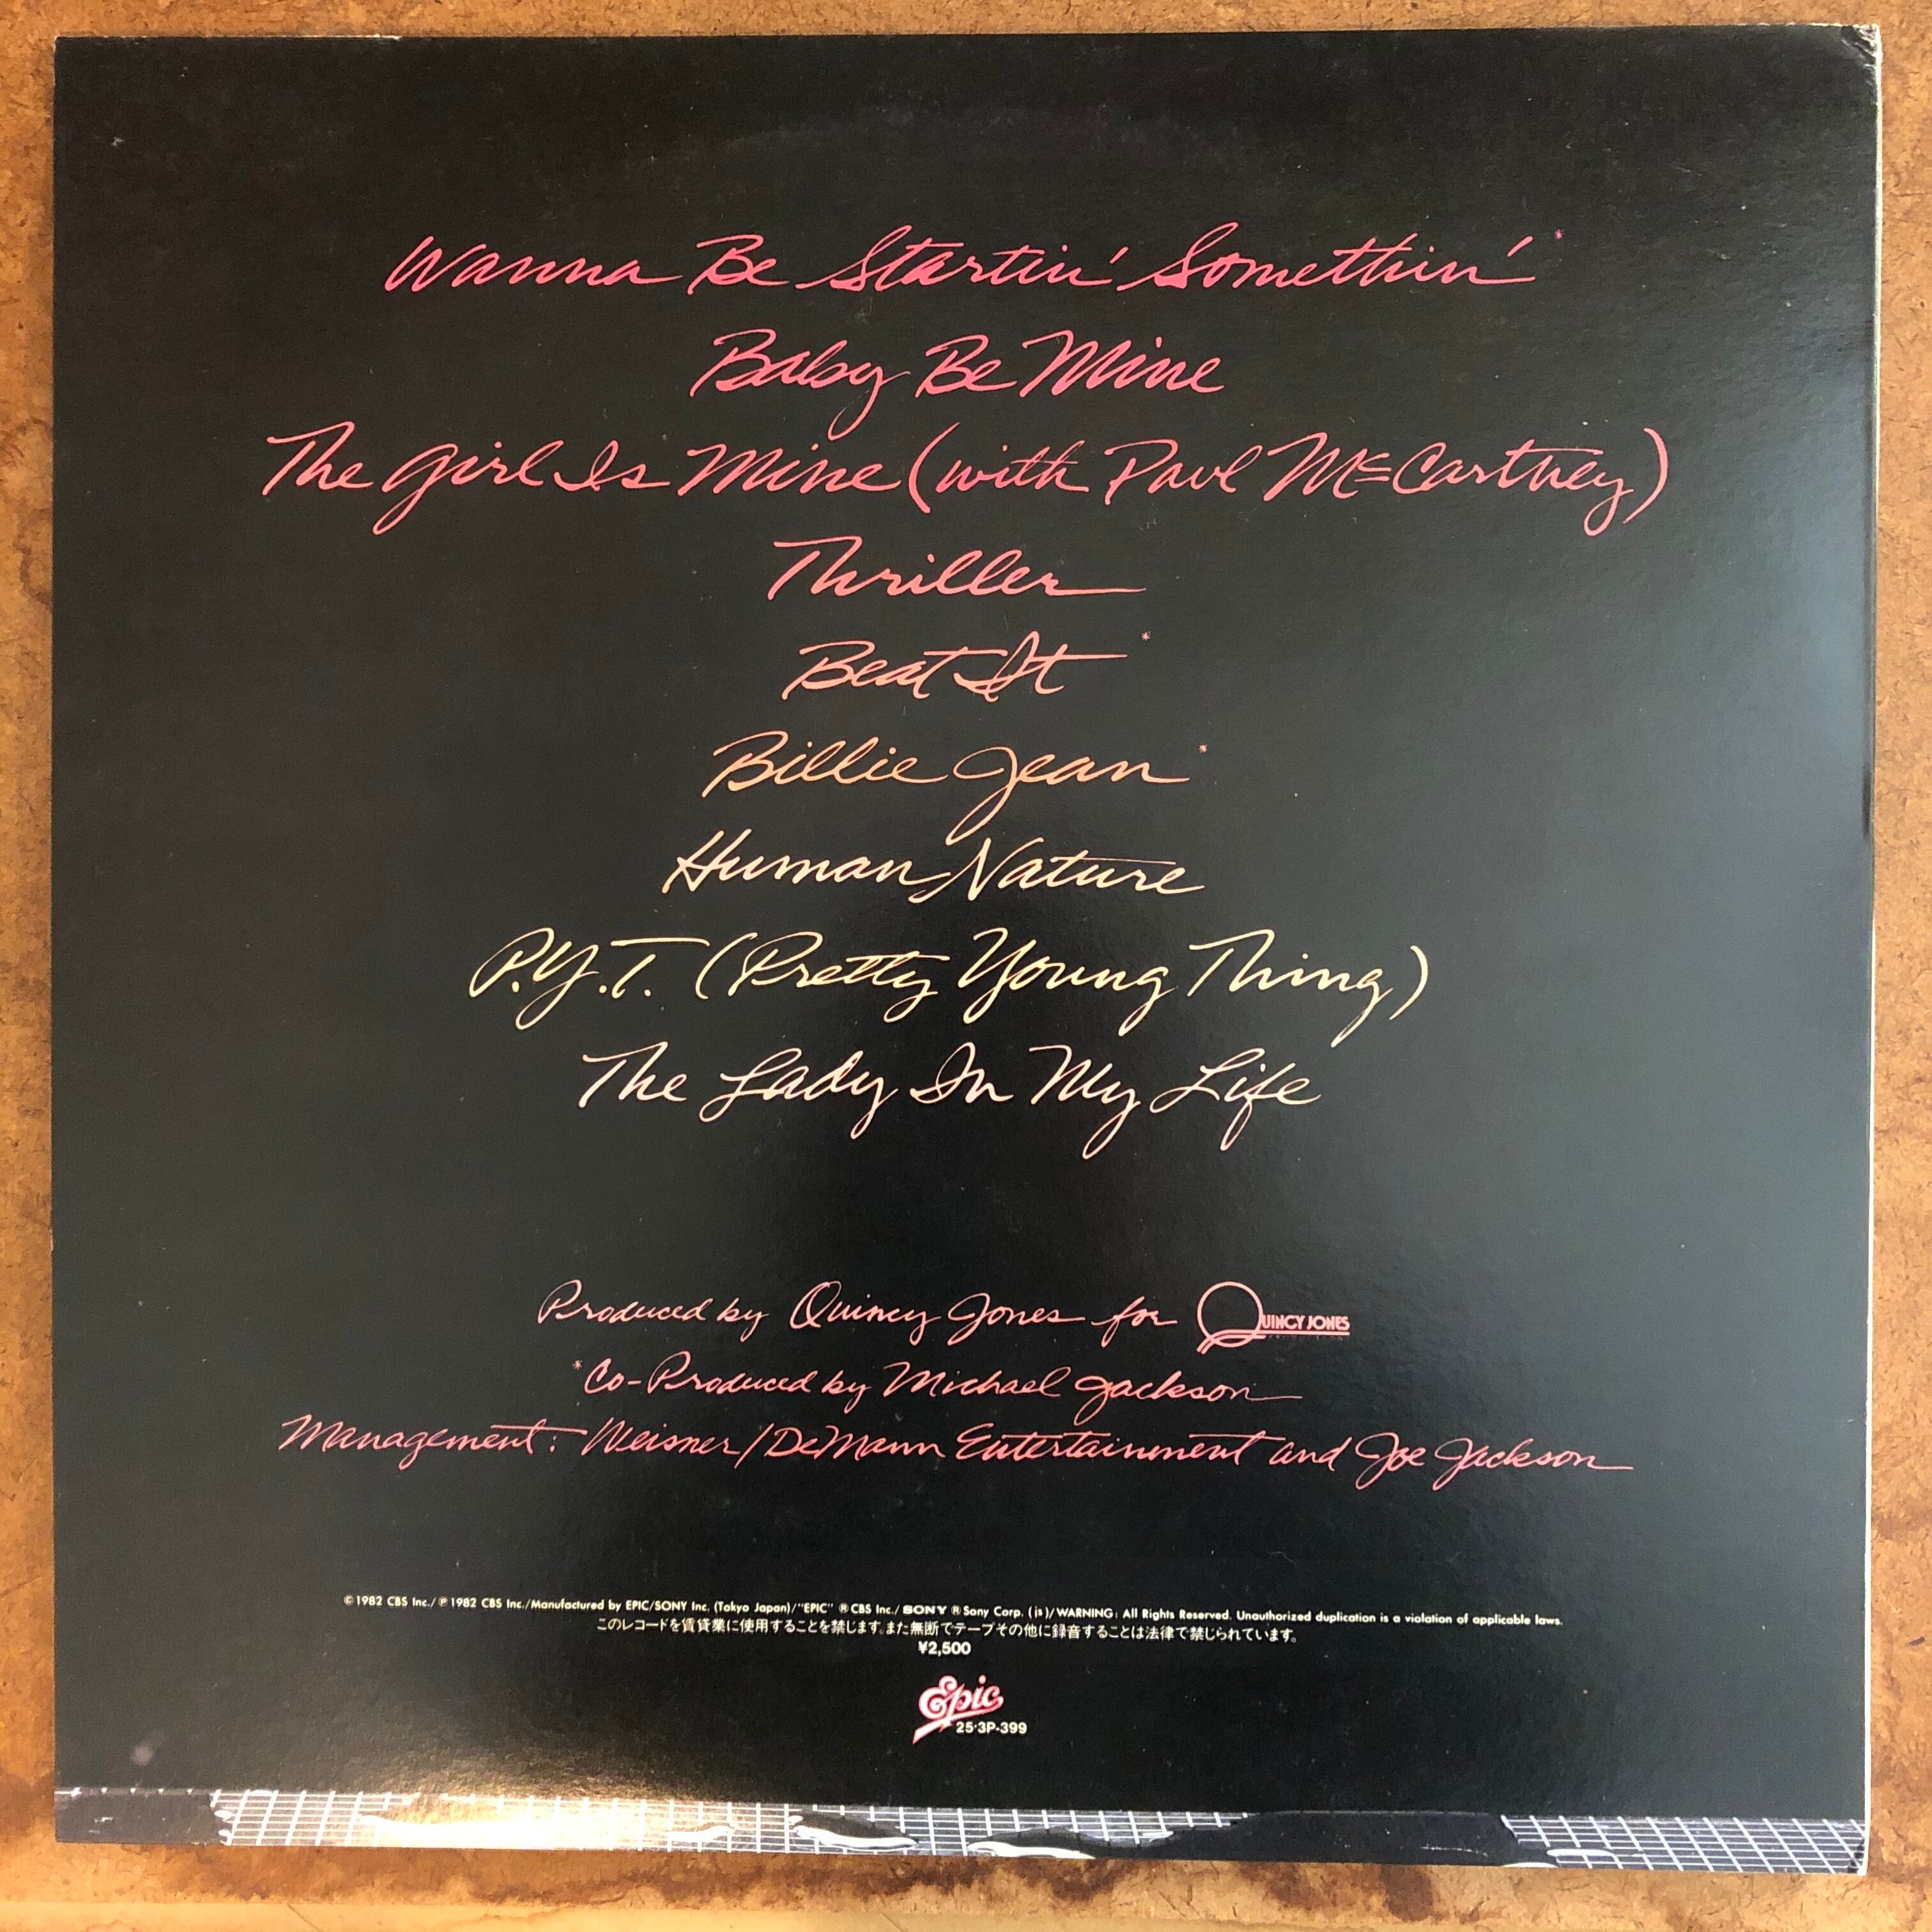 Wanna Be Startin' Somethin'*
Baby Be Mine
The Girl Is Mine (with Paul McCartney)
Thriller
Beat It*
Billie Jean*
Human Nature
P.Y.T. (Pretty Young Thing)
The Lady In My Life
Produced by Quincy Jones for QUINCY JONES
PRODUCTIONS
*Co-Produced by Michael Jackson
Management: Weisner/DeMann Entertainment and Joe Jackson
©1982 CBS Inc./℗1982 CBS Inc./Manufactured by EPIC/SONY Inc. (Tokyo Japan)/"EPIC" ®CBS Inc./SONY ®Sony Corp. (js)/WARNING: All Rights Reserved. Unauthorized duplication is a violation of applicable laws.
このレコードを賃貸業に使用することを禁じます。また無断でテープその他に録音することは法律で禁じられています。
¥2,500
Epic
25・3P-399